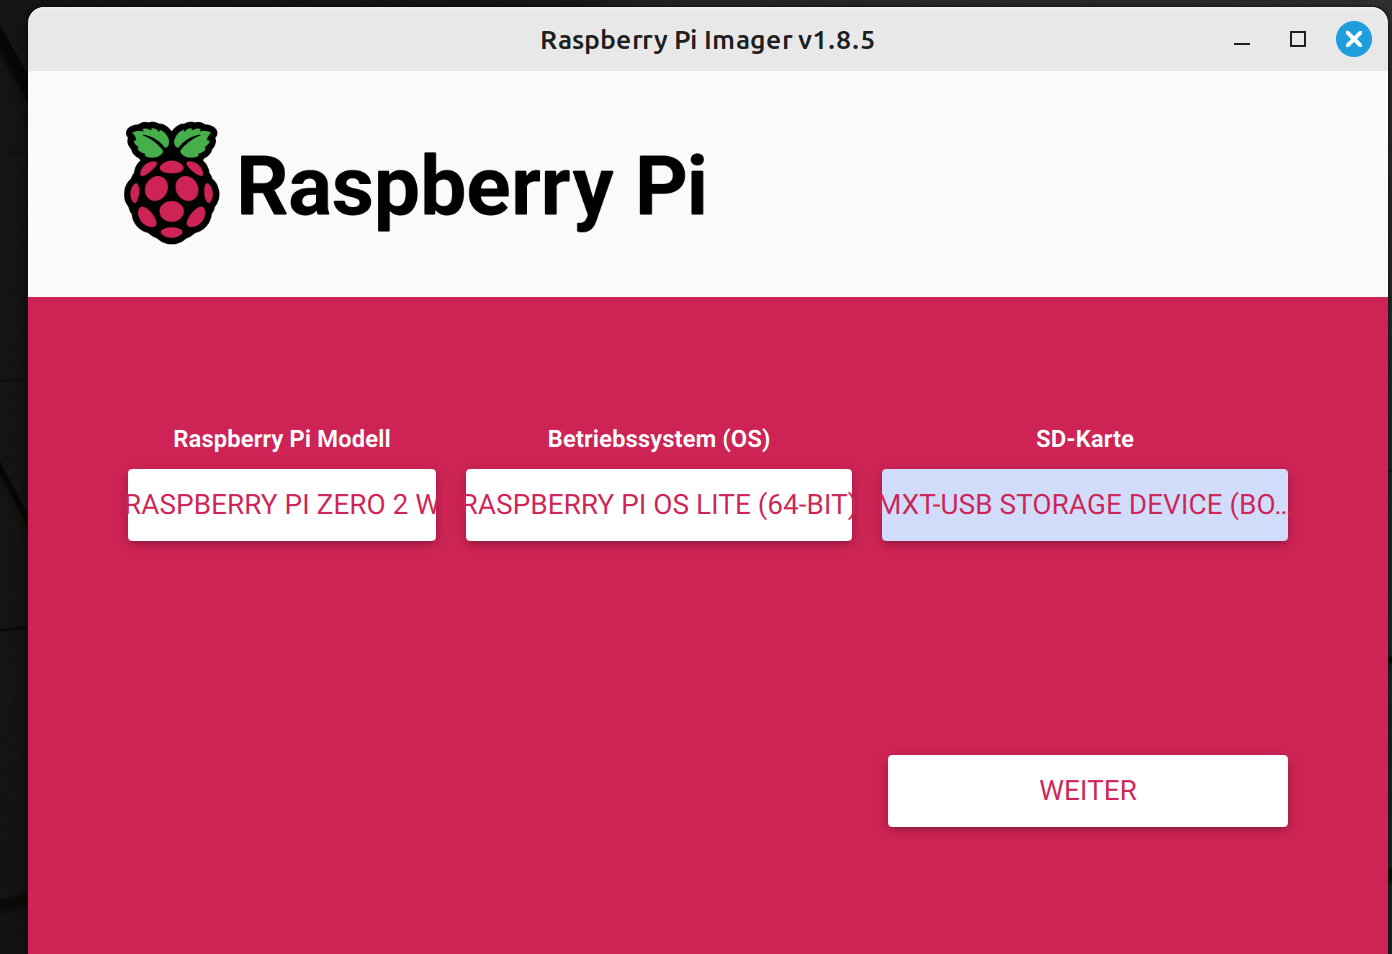 Raspberry Pi Imager v1.8.5
Raspberry Pi
Raspberry Pi Modell
Betriebssystem (OS)
SD-Karte
RASPBERRY PI ZERO 2 W
RASPBERRY PI OS LITE (64-BIT)
MXT-USB STORAGE DEVICE (BO...
WEITER